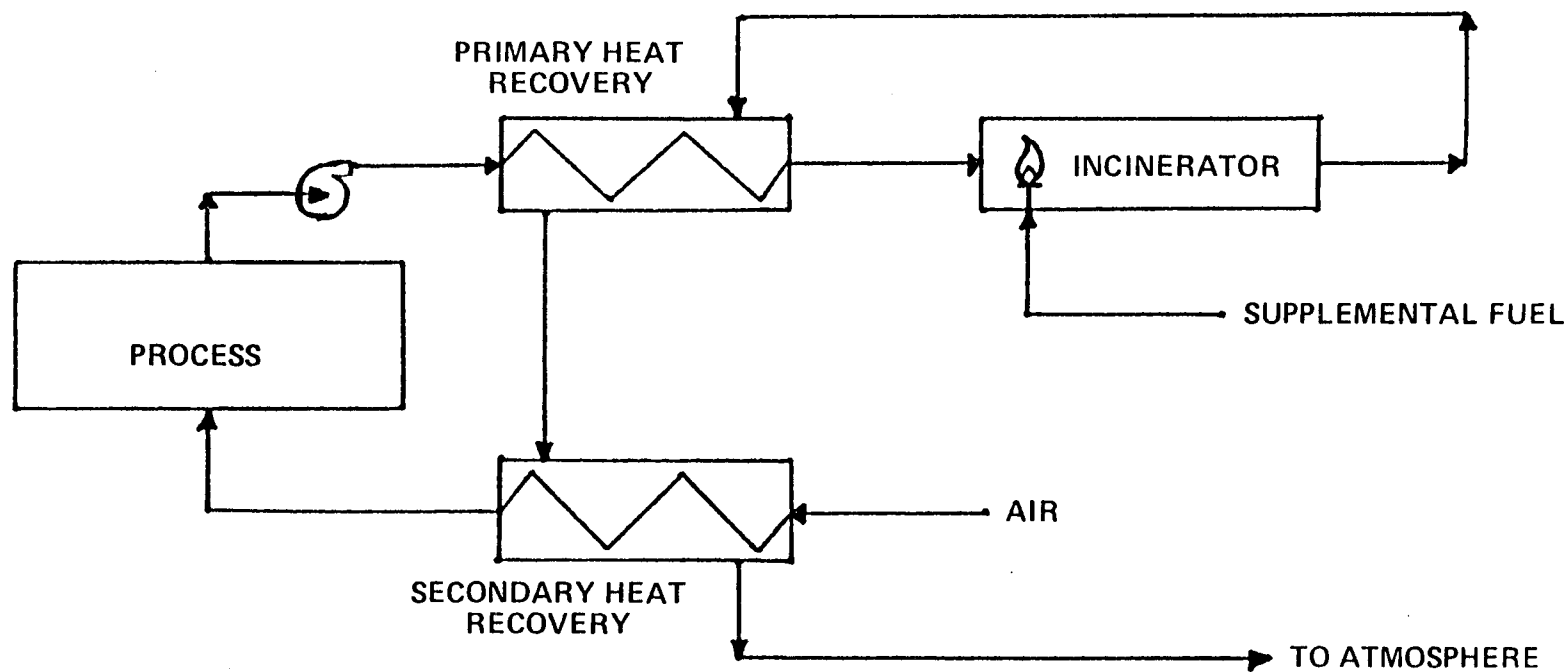 PRIMARY HEAT
RECOVERY
INCINERATOR
SUPPLEMENTAL FUEL
PROCESS
AIR
SECONDARY HEAT
RECOVERY
TO ATMOSPHERE